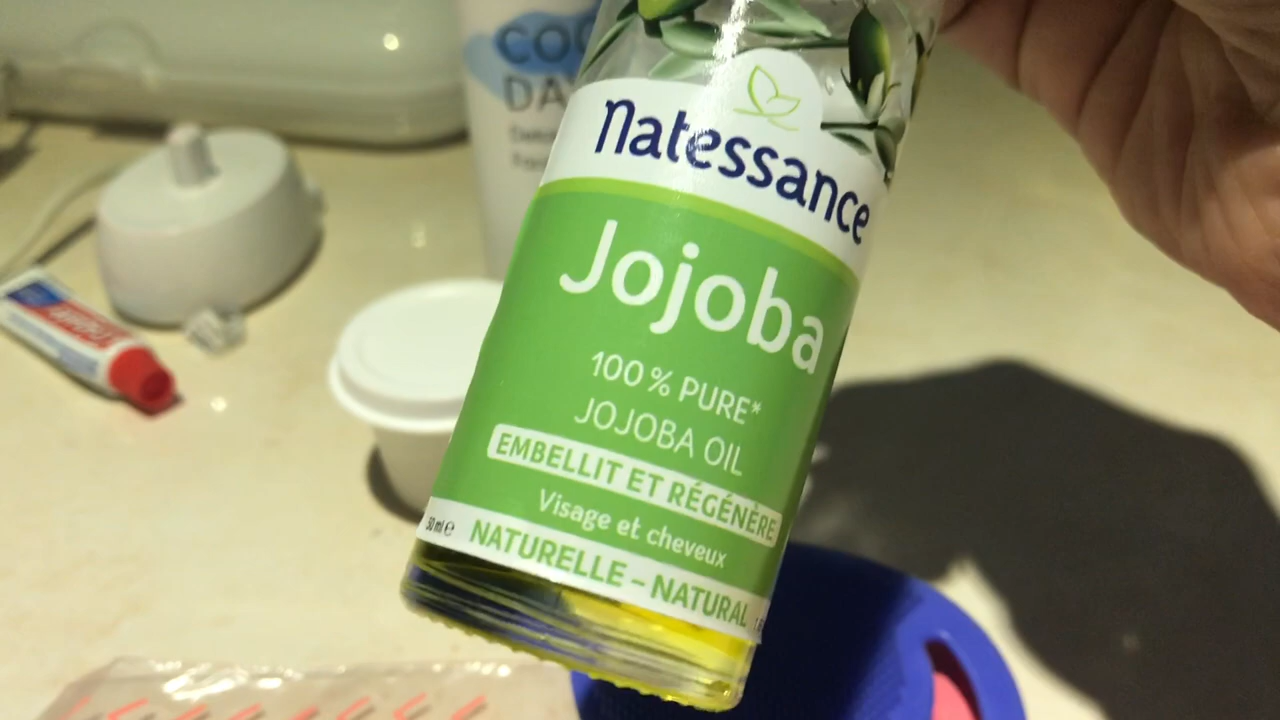 natessance
Jojoba
100 % PURE*
JOJOBA OIL
EMBELLIT ET RÉGÉNÈRE
Visage et cheveux
50 ml ℮
NATURELLE – NATURAL